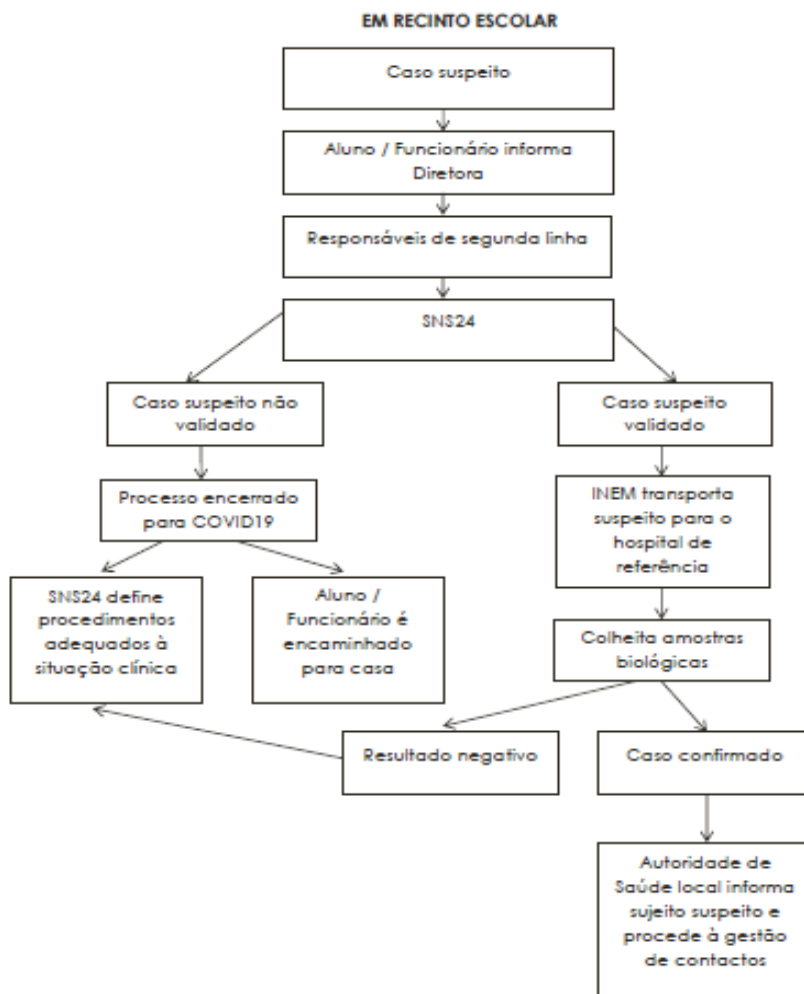 EM RECINTO ESCOLAR
Caso suspeito
Aluno / Funcionário informa
Diretora
Responsáveis de segunda linha
SNS24
Caso suspeito não
validado
Caso suspeito
validado
Processo encerrado
para COVID19
INEM transporta
suspeito para o
hospital de
referência
SNS24 define
procedimentos
adequados à
situação clínica
Aluno /
Funcionário é
encaminhado
para casa
Colheita amostras
biológicas
Resultado negativo
Caso confirmado
Autoridade de
Saúde local informa
sujeito suspeito e
procede à gestão
de contactos